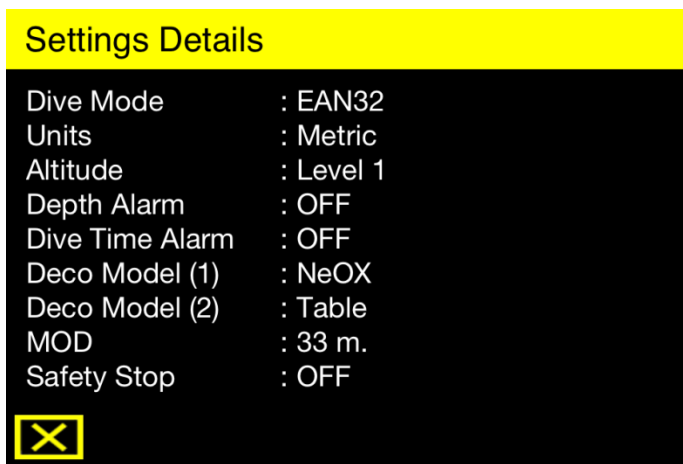 Settings Details
Dive Mode : EAN32
Units : Metric
Altitude : Level 1
Depth Alarm : OFF
Dive Time Alarm : OFF
Deco Model (1) : NeOX
Deco Model (2) : Table
MOD : 33 m.
Safety Stop : OFF